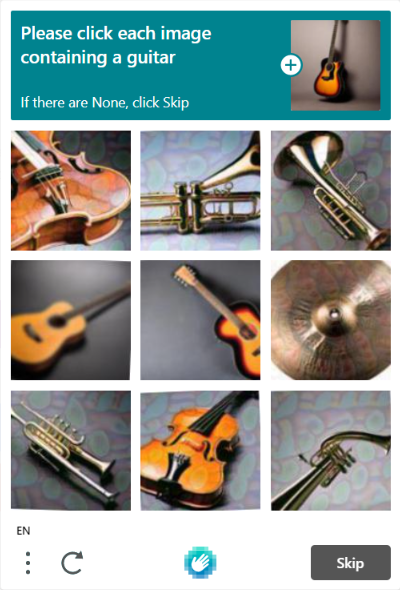 Please click each image
containing a guitar
If there are None, click Skip
EN
Skip